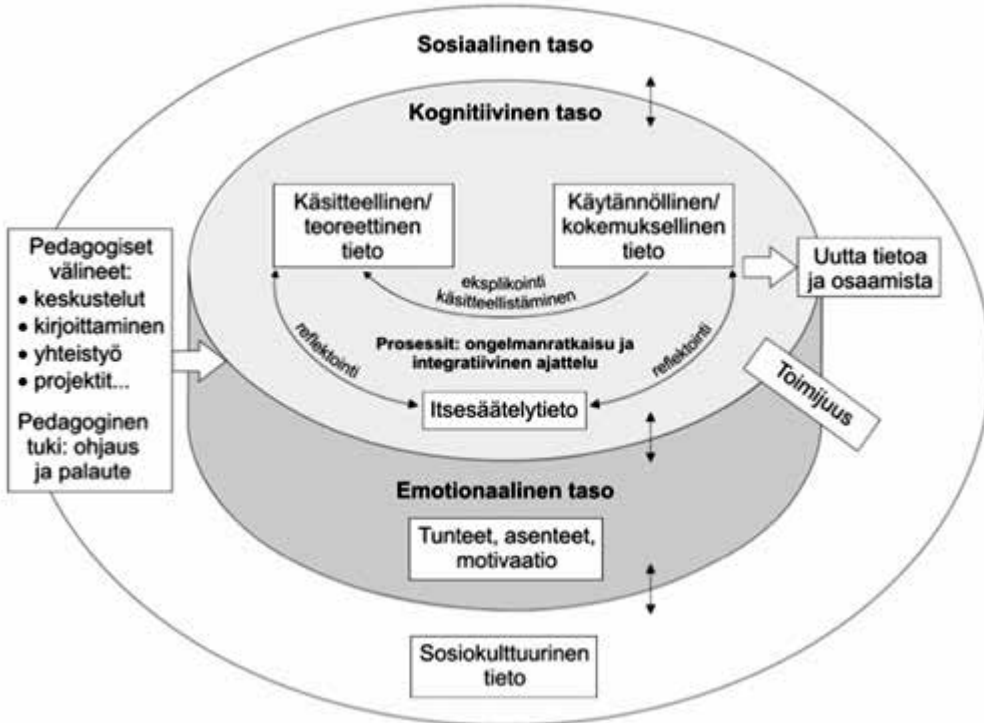 Sosiaalinen taso
Kognitiivinen taso
Käsitteellinen/
teoreettinen
tieto
Käytännöllinen/
kokemuksellinen
tieto
Pedagogiset
välineet:
• keskustelut
• kirjoittaminen
• yhteistyö
• projektit...
Pedagoginen
tuki: ohjaus
ja palaute
Uutta tietoa
ja osaamista
eksplikointi
käsitteellistäminen
reflektointi
Prosessit: ongelmanratkaisu ja
integratiivinen ajattelu
reflektointi
Itsesäätelytieto
Toimijuus
Emotionaalinen taso
Tunteet, asenteet,
motivaatio
Sosiokulttuurinen
tieto